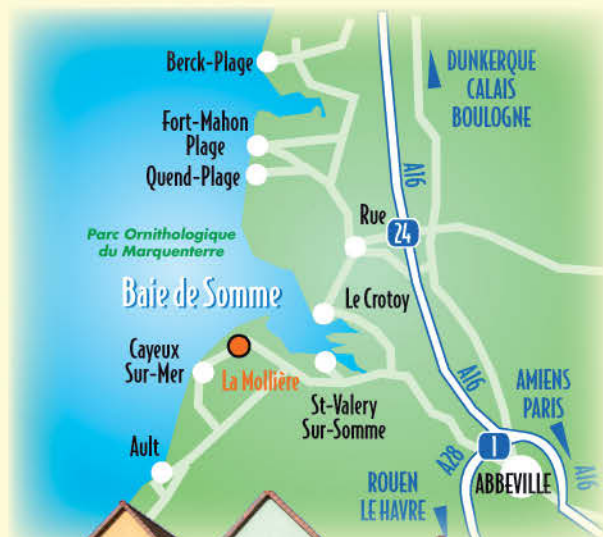 Berck-Plage
DUNKERQUE
CALAIS
BOULOGNE
Fort-Mahon
Plage
Quend-Plage
A16
Rue
24
Parc Ornithologique
du Marquenterre
Baie de Somme
Le Crotoy
Cayeux
Sur-Mer
La Mollière
St-Valery
Sur-Somme
A16
AMIENS
PARIS
Ault
1
A28
ABBEVILLE
A16
ROUEN
LE HAVRE